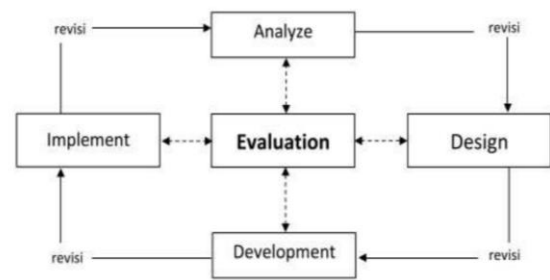 revisi
Analyze
revisi
Implement
Evaluation
Design
revisi
Development
revisi